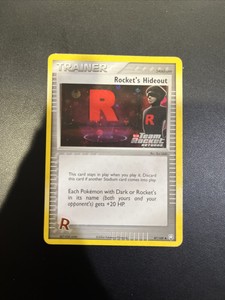 TRAINER
Rocket's Hideout
R
Team
Rocket
RETURNS
This card stays in play when you play it. Discard
this card if another Stadium card comes into play.
Each Pokémon with Dark or Rocket's
in its name (both yours and your
opponent's) gets +20 HP.
R